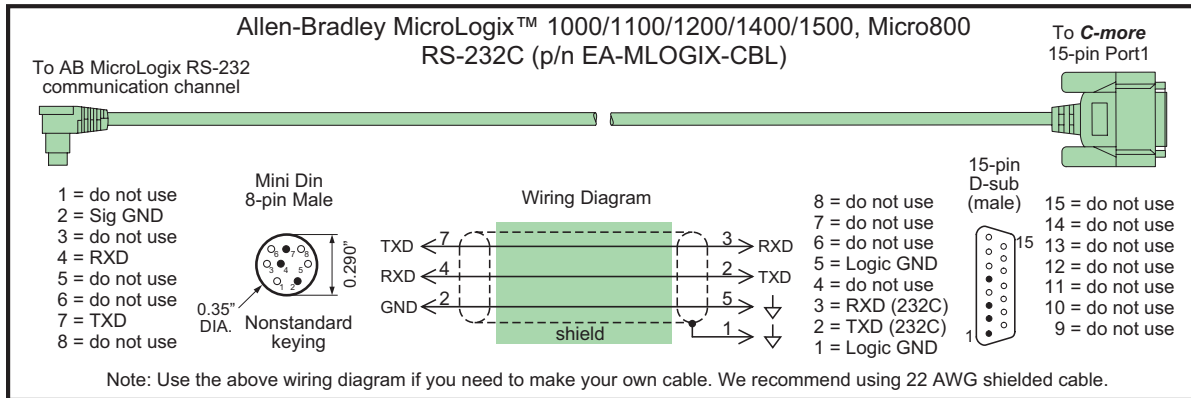 Allen-Bradley MicroLogix™ 1000/1100/1200/1400/1500, Micro800
RS-232C (p/n EA-MLOGIX-CBL)
To AB MicroLogix RS-232
communication channel
To C-more
15-pin Port1
1 = do not use
2 = Sig GND
3 = do not use
4 = RXD
5 = do not use
6 = do not use
7 = TXD
8 = do not use
Mini Din
8-pin Male
6 7 8
3 4 5
1 2
0.290”
0.35”
DIA.
Nonstandard
keying
Wiring Diagram
TXD 7 3 RXD
RXD 4 2 TXD
GND 2 5
shield 1
8 = do not use
7 = do not use
6 = do not use
5 = Logic GND
4 = do not use
3 = RXD (232C)
2 = TXD (232C)
1 = Logic GND
15-pin
D-sub
(male)
15
1
15 = do not use
14 = do not use
13 = do not use
12 = do not use
11 = do not use
10 = do not use
9 = do not use
Note: Use the above wiring diagram if you need to make your own cable. We recommend using 22 AWG shielded cable.